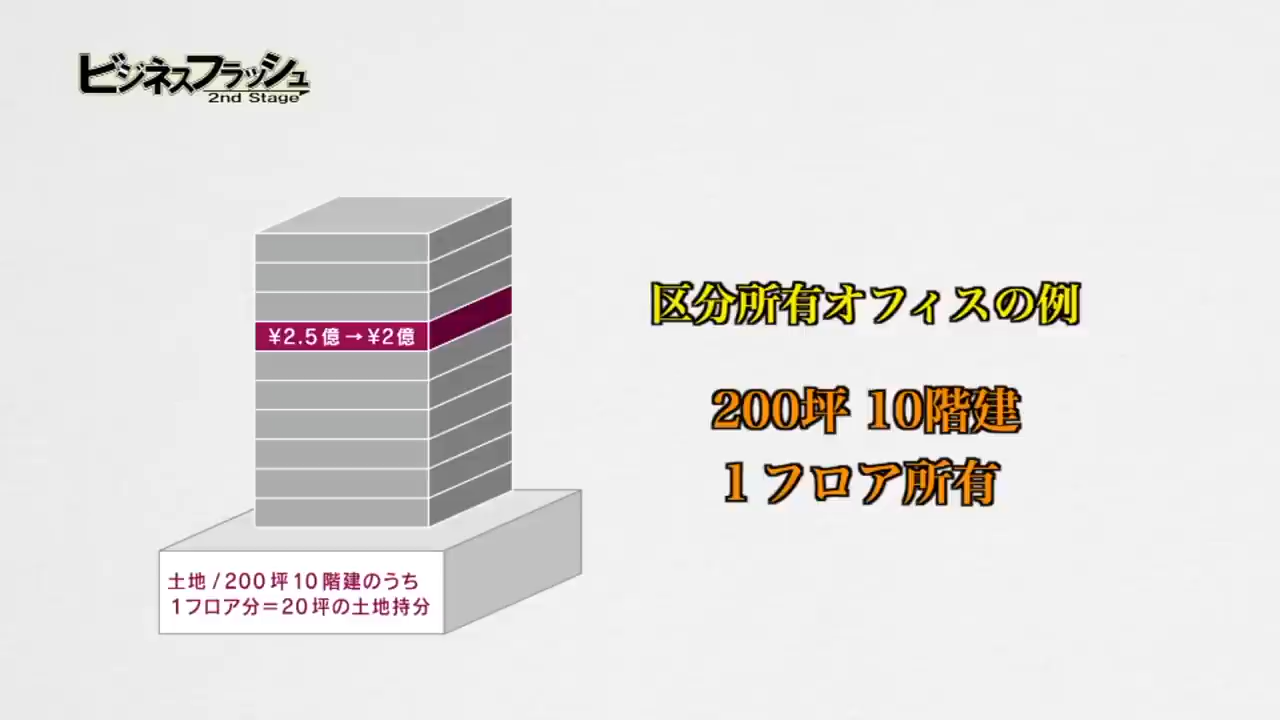 ビジネスフラッシュ
2nd Stage
区分所有オフィスの例
¥2.5億→¥2億
200坪 10階建
1フロア所有
土地/200坪10階建のうち
1フロア分=20坪の土地持分